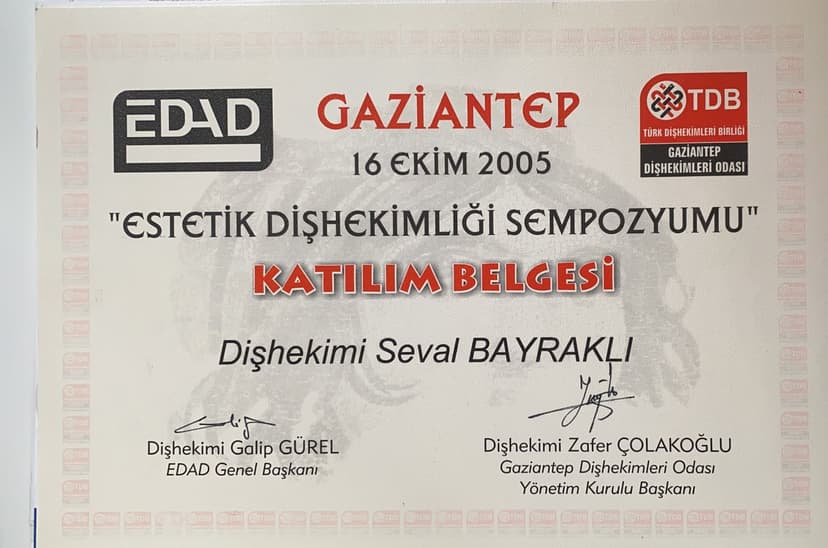 EDAD
GAZİANTEP
16 EKİM 2005
TDB
TÜRK DİŞHEKİMLERİ BİRLİĞİ
GAZİANTEP
DİŞHEKİMLERİ ODASI
"ESTETİK DİŞHEKİMLİĞİ SEMPOZYUMU"
KATILIM BELGESİ
Dişhekimi Seval BAYRAKLI
Dişhekimi Galip GÜREL
EDAD Genel Başkanı
Dişhekimi Zafer ÇOLAKOĞLU
Gaziantep Dişhekimleri Odası
Yönetim Kurulu Başkanı